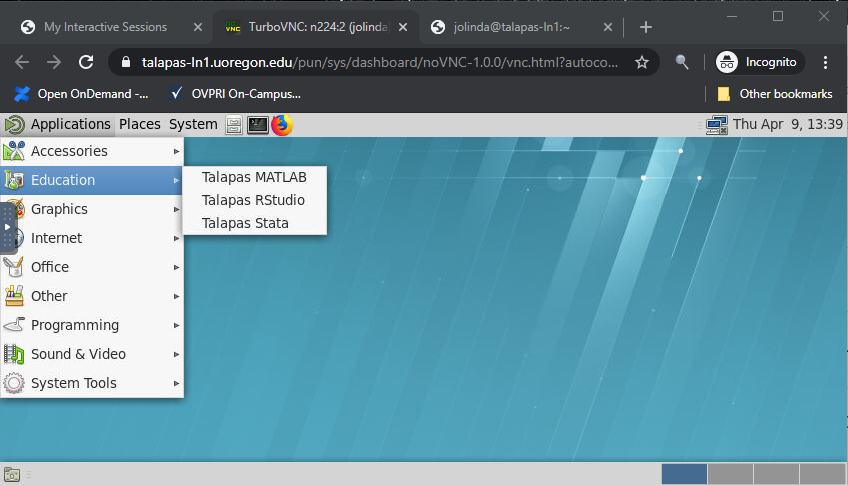 My Interactive Sessions
TurboVNC: n224:2 (jolinda
jolinda@talapas-ln1:~
talapas-ln1.uoregon.edu/pun/sys/dashboard/noVNC-1.0.0/vnc.html?autoco...
Incognito
Open OnDemand -...
OVPRI On-Campus...
Other bookmarks
Applications Places System
Thu Apr 9, 13:39
Accessories
Education
Talapas MATLAB
Talapas RStudio
Talapas Stata
Graphics
Internet
Office
Other
Programming
Sound & Video
System Tools